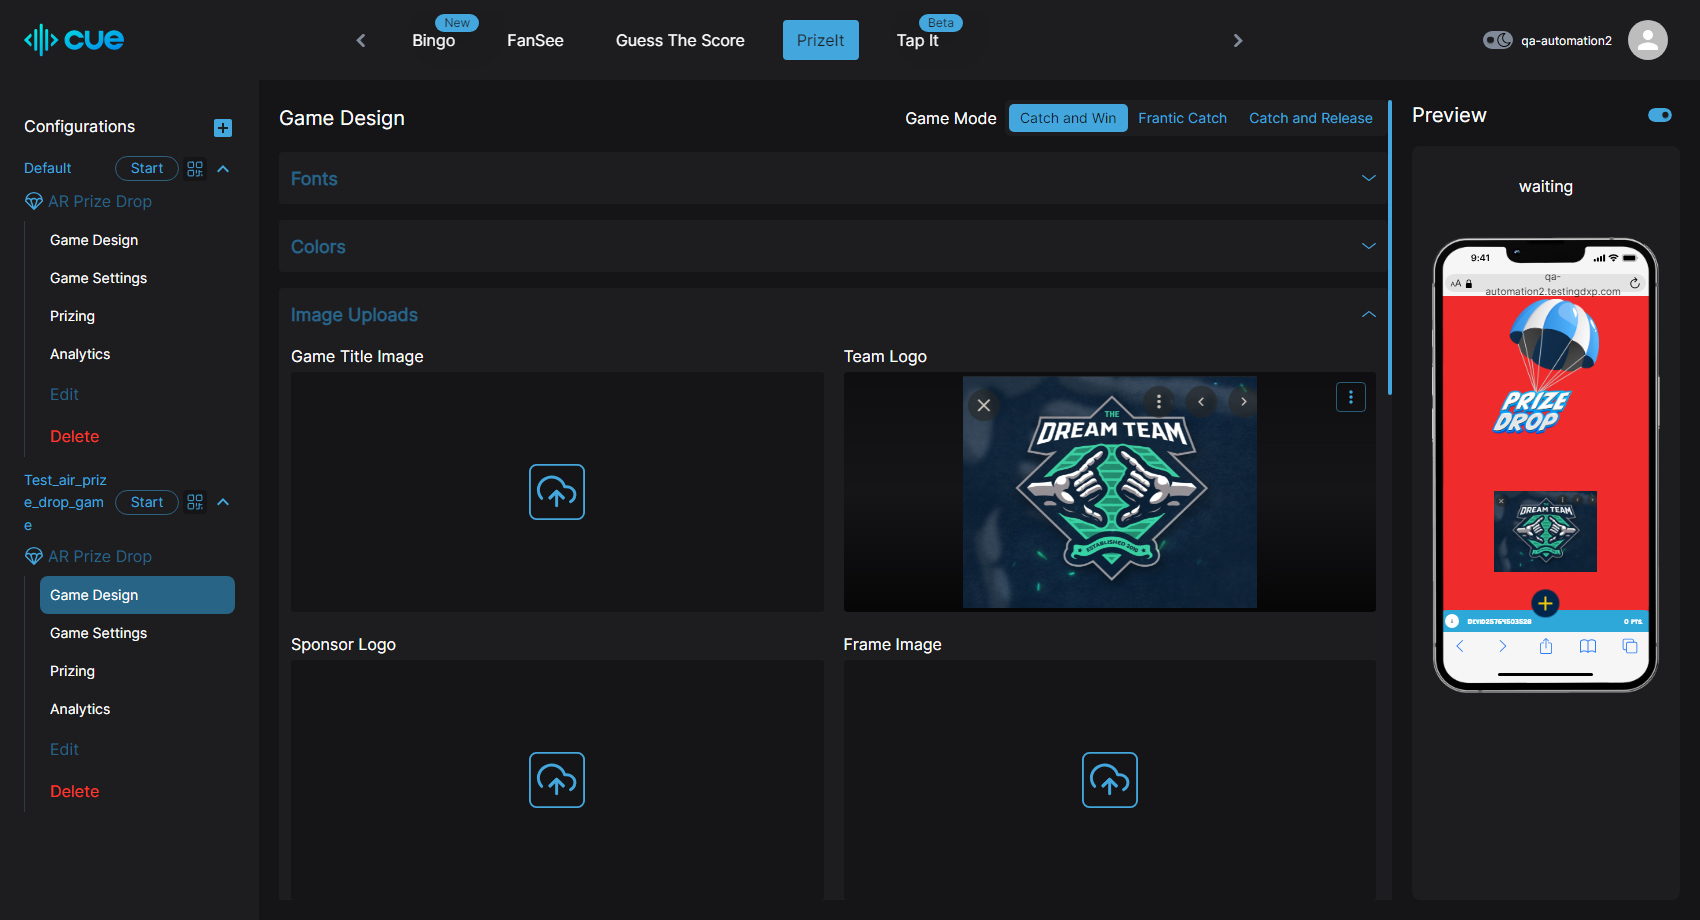 cue
New
Bingo
FanSee
Guess The Score
PrizeIt
Beta
Tap It
qa-automation2
Configurations
Default
Start
AR Prize Drop
Game Design
Game Settings
Prizing
Analytics
Edit
Delete
Test_air_priz
e_drop_gam
e
Start
AR Prize Drop
Game Design
Game Settings
Prizing
Analytics
Edit
Delete
Game Design
Game Mode
Catch and Win
Frantic Catch
Catch and Release
Fonts
Colors
Image Uploads
Game Title Image
Team Logo
THE
DREAM TEAM
ESTABLISHED 2019
Sponsor Logo
Frame Image
Preview
waiting
9:41
AA
qa-
automation2.testingdxp.com
PRIZE
DROP
DREAM TEAM
0 PTS.